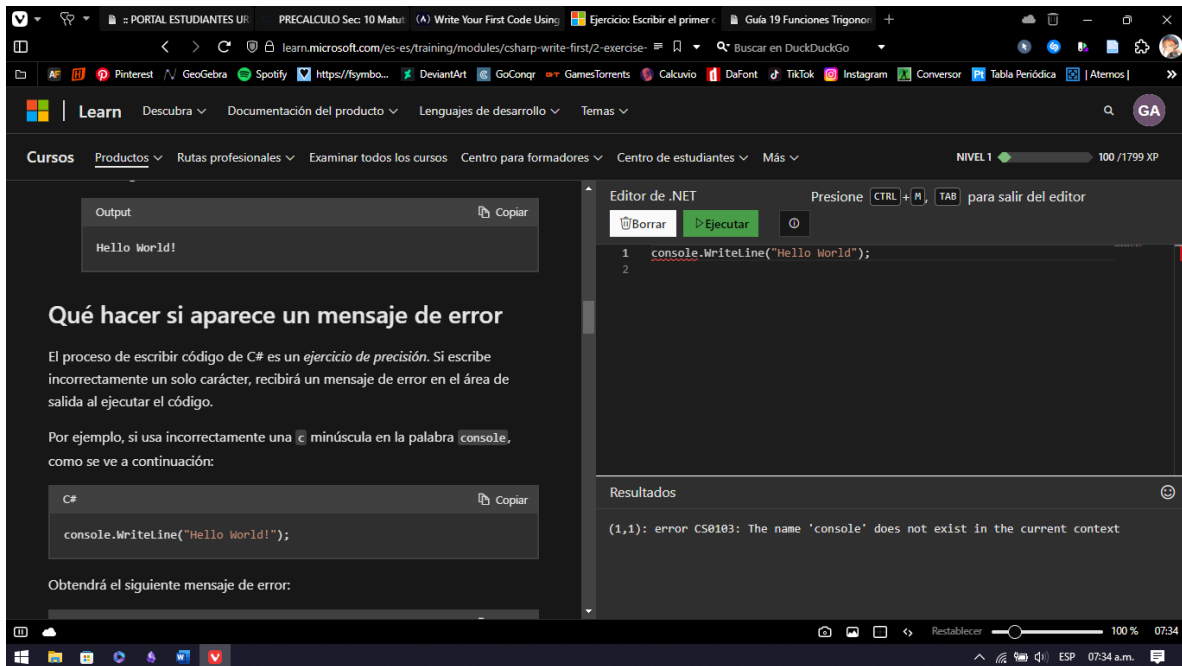 :: PORTAL ESTUDIANTES UR
PRECALCULO Sec: 10 Matut
Write Your First Code Using
Ejercicio: Escribir el primer c
Guía 19 Funciones Trigonon
learn.microsoft.com/es-es/training/modules/csharp-write-first/2-exercise-
Buscar en DuckDuckGo
AF
Pinterest
GeoGebra
Spotify
https://fsymbo...
DeviantArt
GoConqr
GamesTorrents
Calcuvio
DaFont
TikTok
Instagram
Conversor
Pt Tabla Periódica
| Aternos |
Learn
Descubra
Documentación del producto
Lenguajes de desarrollo
Temas
GA
Cursos
Productos
Rutas profesionales
Examinar todos los cursos
Centro para formadores
Centro de estudiantes
Más
NIVEL 1
100 /1799 XP
Output
Copiar
Hello World!
Qué hacer si aparece un mensaje de error
El proceso de escribir código de C# es un ejercicio de precisión. Si escribe
incorrectamente un solo carácter, recibirá un mensaje de error en el área de
salida al ejecutar el código.
Por ejemplo, si usa incorrectamente una c minúscula en la palabra console,
como se ve a continuación:
C#
Copiar
console.WriteLine("Hello World!");
Obtendrá el siguiente mensaje de error:
Editor de .NET
Presione CTRL + M, TAB para salir del editor
Borrar
Ejecutar
1 console.WriteLine("Hello World");
2
Resultados
(1,1): error CS0103: The name 'console' does not exist in the current context
Restablecer
100 %
07:34
ESP
07:34 a.m.